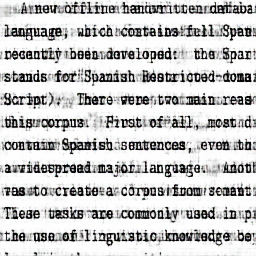 A new offline handwritten databa
language, which contains full Span
recently been developed: the Spar
stands for Spanish Restricted-doma
Script). There were two main reas
this corpus. First of all, most d
contain Spanish sentences, even th
a widespread major language. Anoth
was to create a corpus from semant
These tasks are commonly used in p
the use of linguistic knowledge be